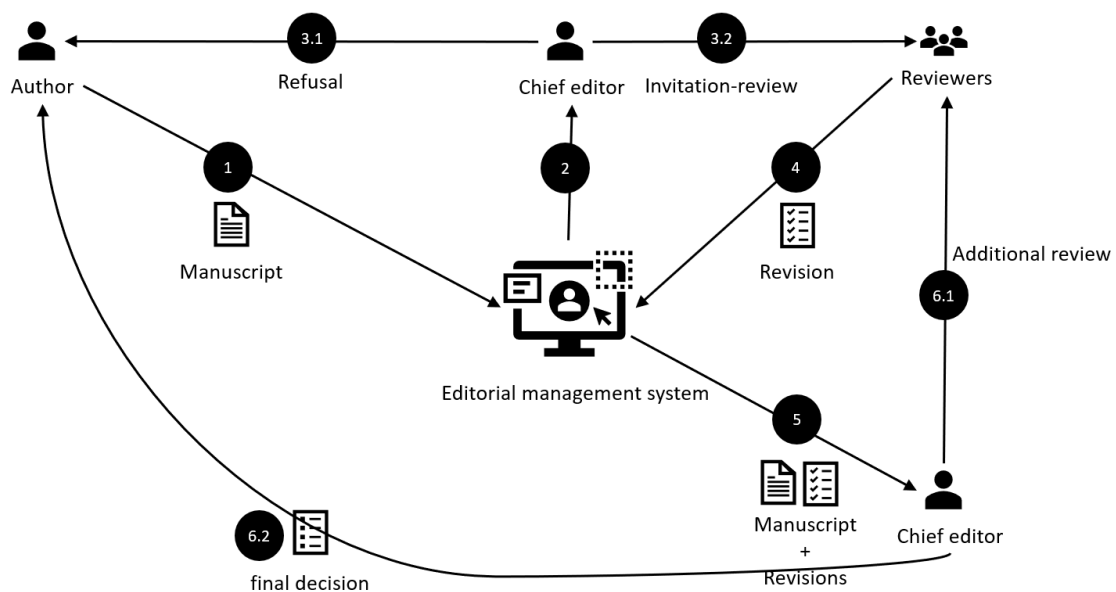 3.1
3.2
Author
Refusal
Chief editor
Invitation-review
Reviewers
1
2
4
Manuscript
Revision
Additional review
6.1
Editorial management system
5
Manuscript
+
Revisions
Chief editor
6.2
final decision